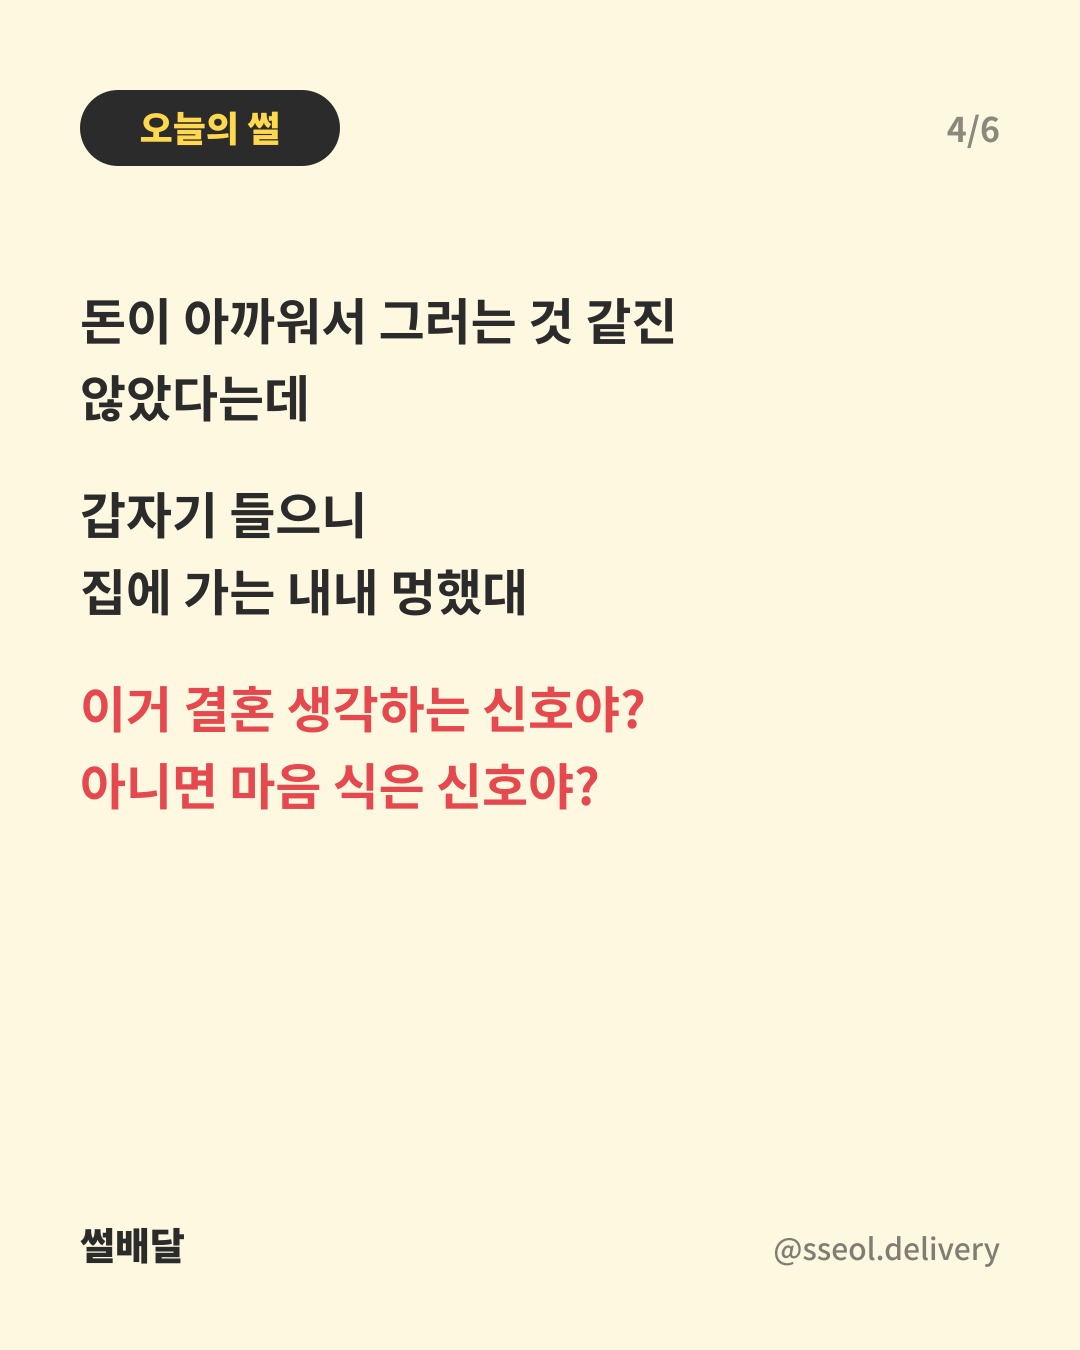 오늘의 썰
4/6
돈이 아까워서 그러는 것 같진
않았다는데
갑자기 들으니
집에 가는 내내 멍했대
이거 결혼 생각하는 신호야?
아니면 마음 식은 신호야?
썰배달
@sseol.delivery